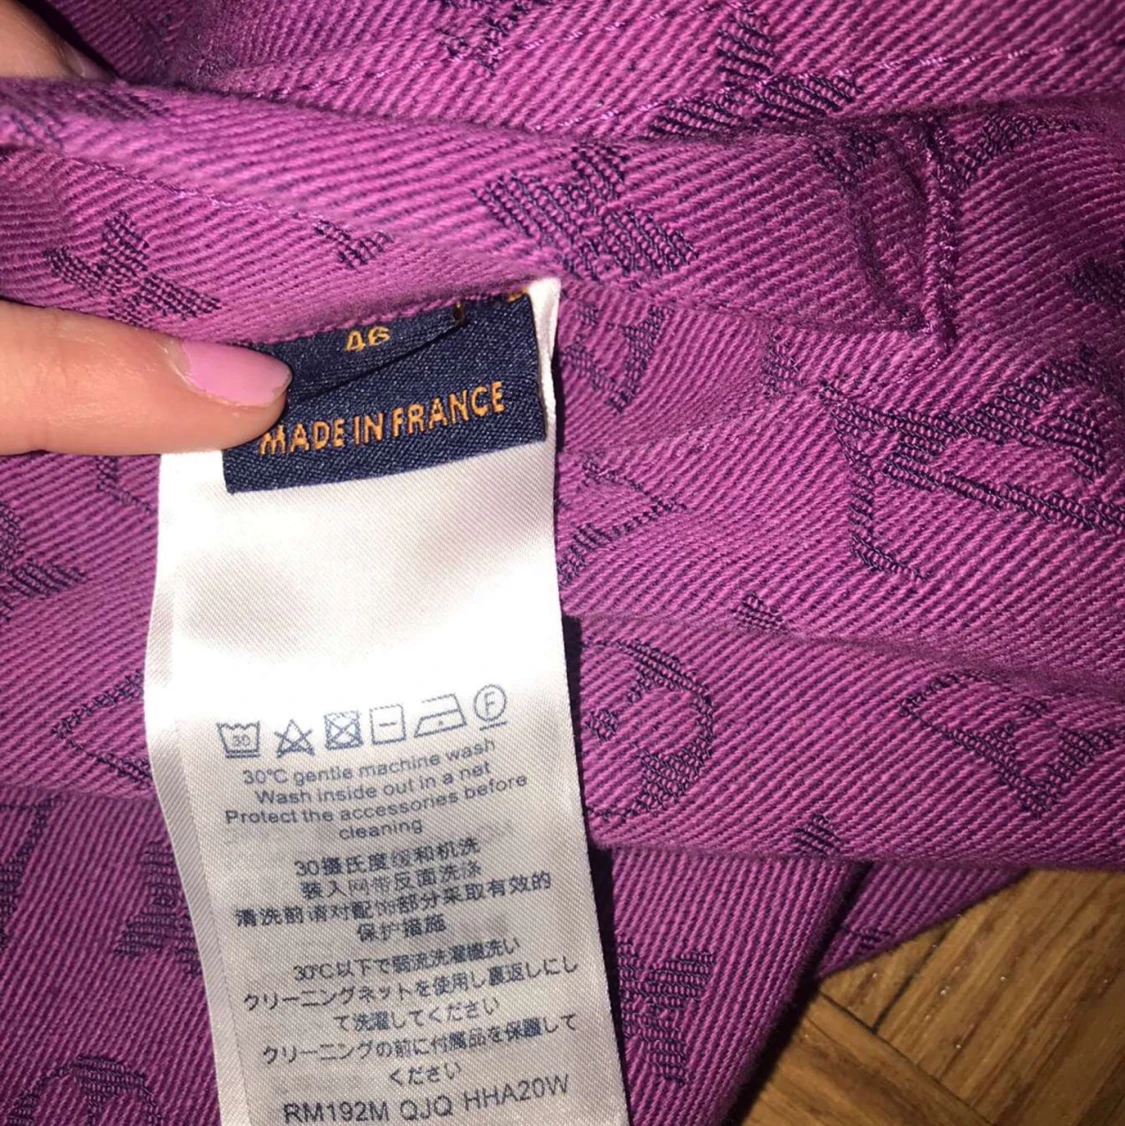 46
MADE IN FRANCE
30
F
30°C gentle machine wash
Wash inside out in a net
Protect the accessories before
cleaning
30摄氏度缓和机洗
装入网带反面洗涤
清洗前请对配饰部分采取有效的
保护措施
30℃以下で弱流洗濯機洗い
クリーニングネットを使用し裏返しにし
て洗濯してください
クリーニングの前に付属品を保護して
ください
RM192M QJQ HHA20W